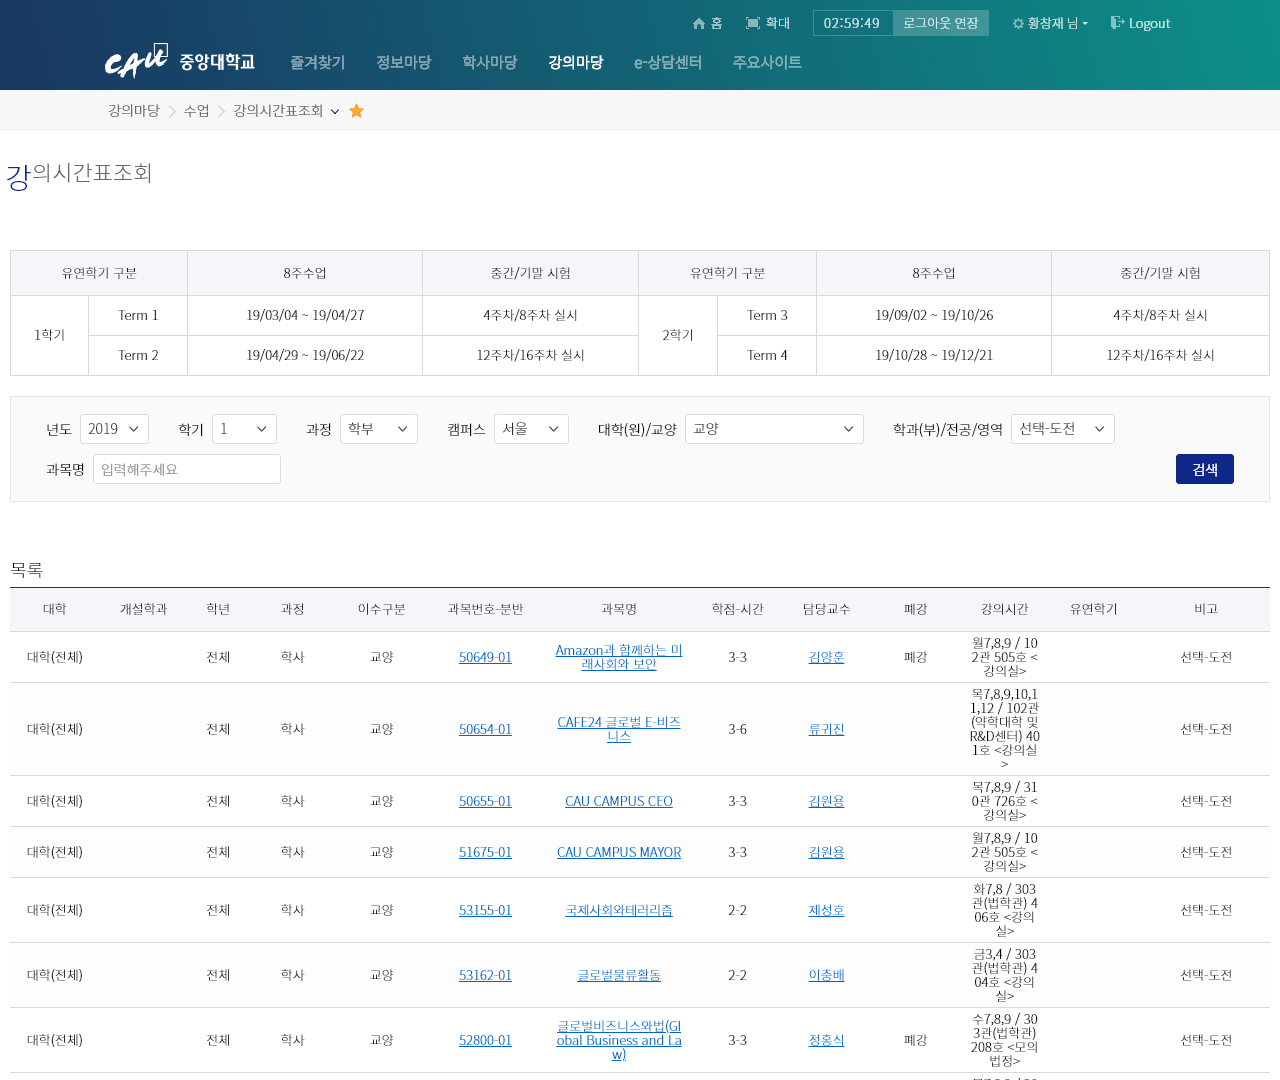 홈 확대 02:59:49 로그아웃 연장 황창재 님 Logout
CAU 중앙대학교 즐겨찾기 정보마당 학사마당 강의마당 e-상담센터 주요사이트
강의마당 수업 강의시간표조회
강의시간표조회
유연학기 구분 8주수업 중간/기말 시험 유연학기 구분 8주수업 중간/기말 시험
1학기 Term 1 19/03/04 ~ 19/04/27 4주차/8주차 실시 2학기 Term 3 19/09/02 ~ 19/10/26 4주차/8주차 실시
Term 2 19/04/29 ~ 19/06/22 12주차/16주차 실시 Term 4 19/10/28 ~ 19/12/21 12주차/16주차 실시
년도 2019 학기 1 과정 학부 캠퍼스 서울 대학(원)/교양 교양 학과(부)/전공/영역 선택-도전
과목명 입력해주세요 검색
목록
대학 개설학과 학년 과정 이수구분 과목번호-분반 과목명 학점-시간 담당교수 폐강 강의시간 유연학기 비고
대학(전체) 전체 학사 교양 50649-01 Amazon과 함께하는 미
래사회와 보안 3-3 김양훈 폐강 월7,8,9 / 10
2관 505호 <
강의실> 선택-도전
대학(전체) 전체 학사 교양 50654-01 CAFE24 글로벌 E-비즈
니스 3-6 류귀진 목7,8,9,10,1
1,12 / 102관
(약학대학 및
R&D센터) 40
1호 <강의실
> 선택-도전
대학(전체) 전체 학사 교양 50655-01 CAU CAMPUS CEO 3-3 김원용 목7,8,9 / 31
0관 726호 <
강의실> 선택-도전
대학(전체) 전체 학사 교양 51675-01 CAU CAMPUS MAYOR 3-3 김원용 월7,8,9 / 10
2관 505호 <
강의실> 선택-도전
대학(전체) 전체 학사 교양 53155-01 국제사회와테러리즘 2-2 제성호 화7,8 / 303
관(법학관) 4
06호 <강의
실> 선택-도전
대학(전체) 전체 학사 교양 53162-01 글로벌물류활동 2-2 이충배 금3,4 / 303
관(법학관) 4
04호 <강의
실> 선택-도전
대학(전체) 전체 학사 교양 52800-01 글로벌비즈니스와법(Gl
obal Business and La
w) 3-3 정홍식 폐강 수7,8,9 / 30
3관(법학관)
208호 <모의
법정> 선택-도전